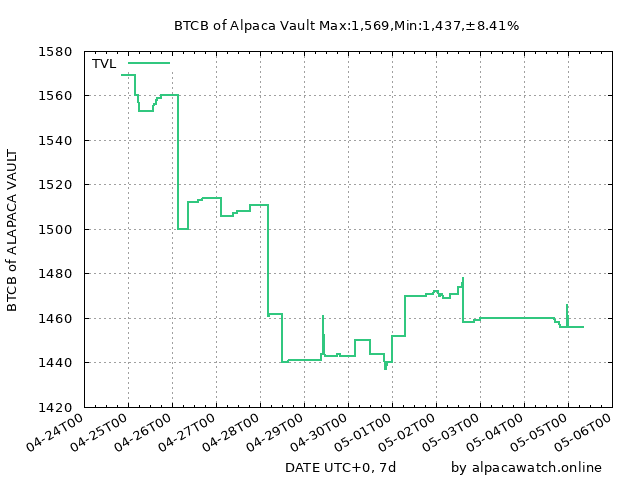 BTCB of Alpaca Vault Max:1,569,Min:1,437,±8.41%
TVL
1580
1560
1540
1520
1500
1480
1460
1440
1420
BTCB of ALAPACA VAULT
04-24T00
04-25T00
04-26T00
04-27T00
04-28T00
04-29T00
04-30T00
05-01T00
05-02T00
05-03T00
05-04T00
05-05T00
05-06T00
DATE UTC+0, 7d
by alpacawatch.online